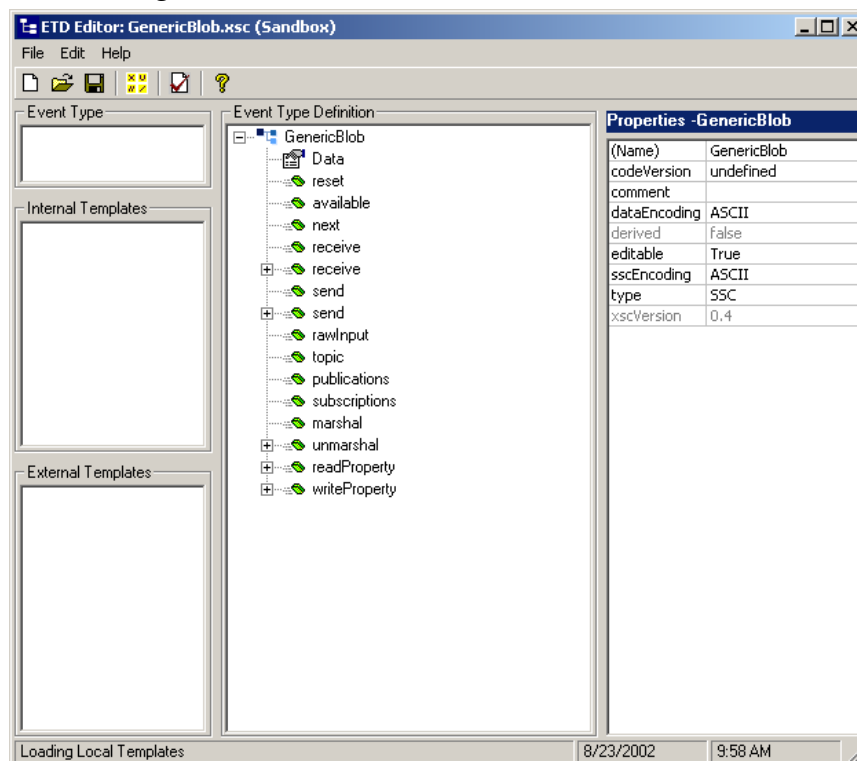 ETD Editor: GenericBlob.xsc (Sandbox)
File Edit Help
Event Type
Internal Templates
External Templates
Event Type Definition
GenericBlob
Data
reset
available
next
receive
receive
send
send
rawInput
topic
publications
subscriptions
marshal
unmarshal
readProperty
writeProperty
Properties -GenericBlob
(Name) GenericBlob
codeVersion undefined
comment
dataEncoding ASCII
derived false
editable True
sscEncoding ASCII
type SSC
xscVersion 0.4
Loading Local Templates 8/23/2002 9:58 AM